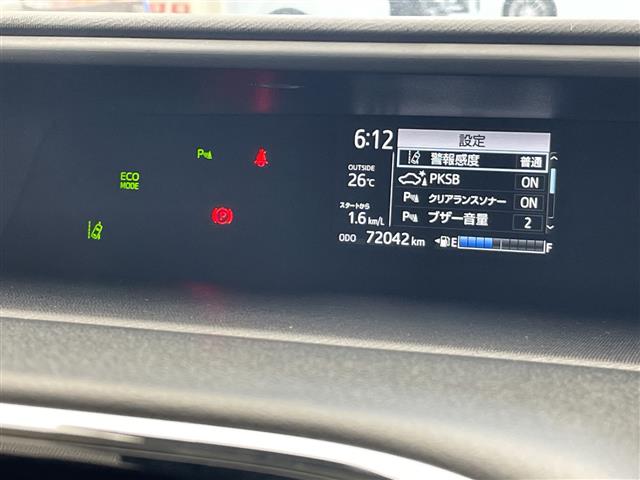 6:12
設定
警報感度 普通
OUTSIDE
26℃
PKSB ON
P クリアランスソナー ON
スタートから
1.6 km/L
P ブザー音量 2
ODO 72042 km
E F
P
ECO
MODE
P